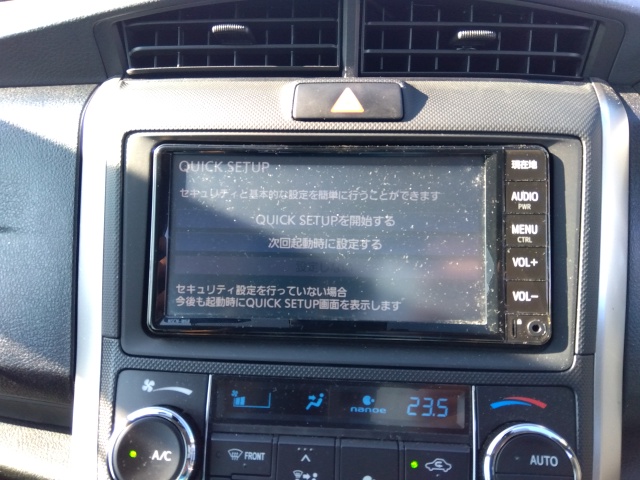 QUICK SETUP
セキュリティと基本的な設定を簡単に行うことができます
QUICK SETUPを開始する
次回起動時に設定する
セキュリティ設定を行っていない場合
今後も起動時にQUICK SETUP画面を表示します
現在地
AUDIO
PWR
MENU
CTRL
VOL+
VOL−
nanoe
23.5
A/C
FRONT
AUTO